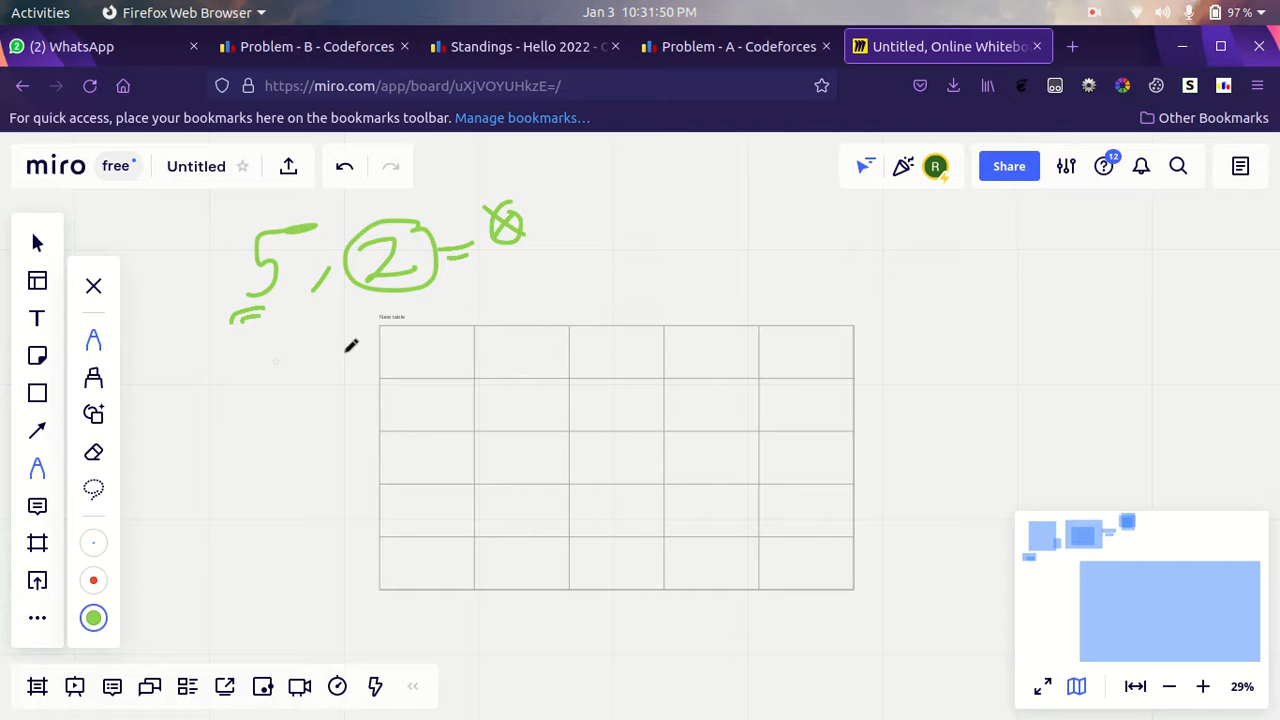 Activities
Firefox Web Browser
Jan 3 10:31:50 PM
97 %
(2) WhatsApp
Problem - B - Codeforces
Standings - Hello 2022 - C
Problem - A - Codeforces
Untitled, Online Whitebo
https://miro.com/app/board/uXjVOYUHkzE=/
S
For quick access, place your bookmarks here on the bookmarks toolbar. Manage bookmarks…
Other Bookmarks
miro
free
Untitled
R
Share
12
5 , 2 =
New table
29%